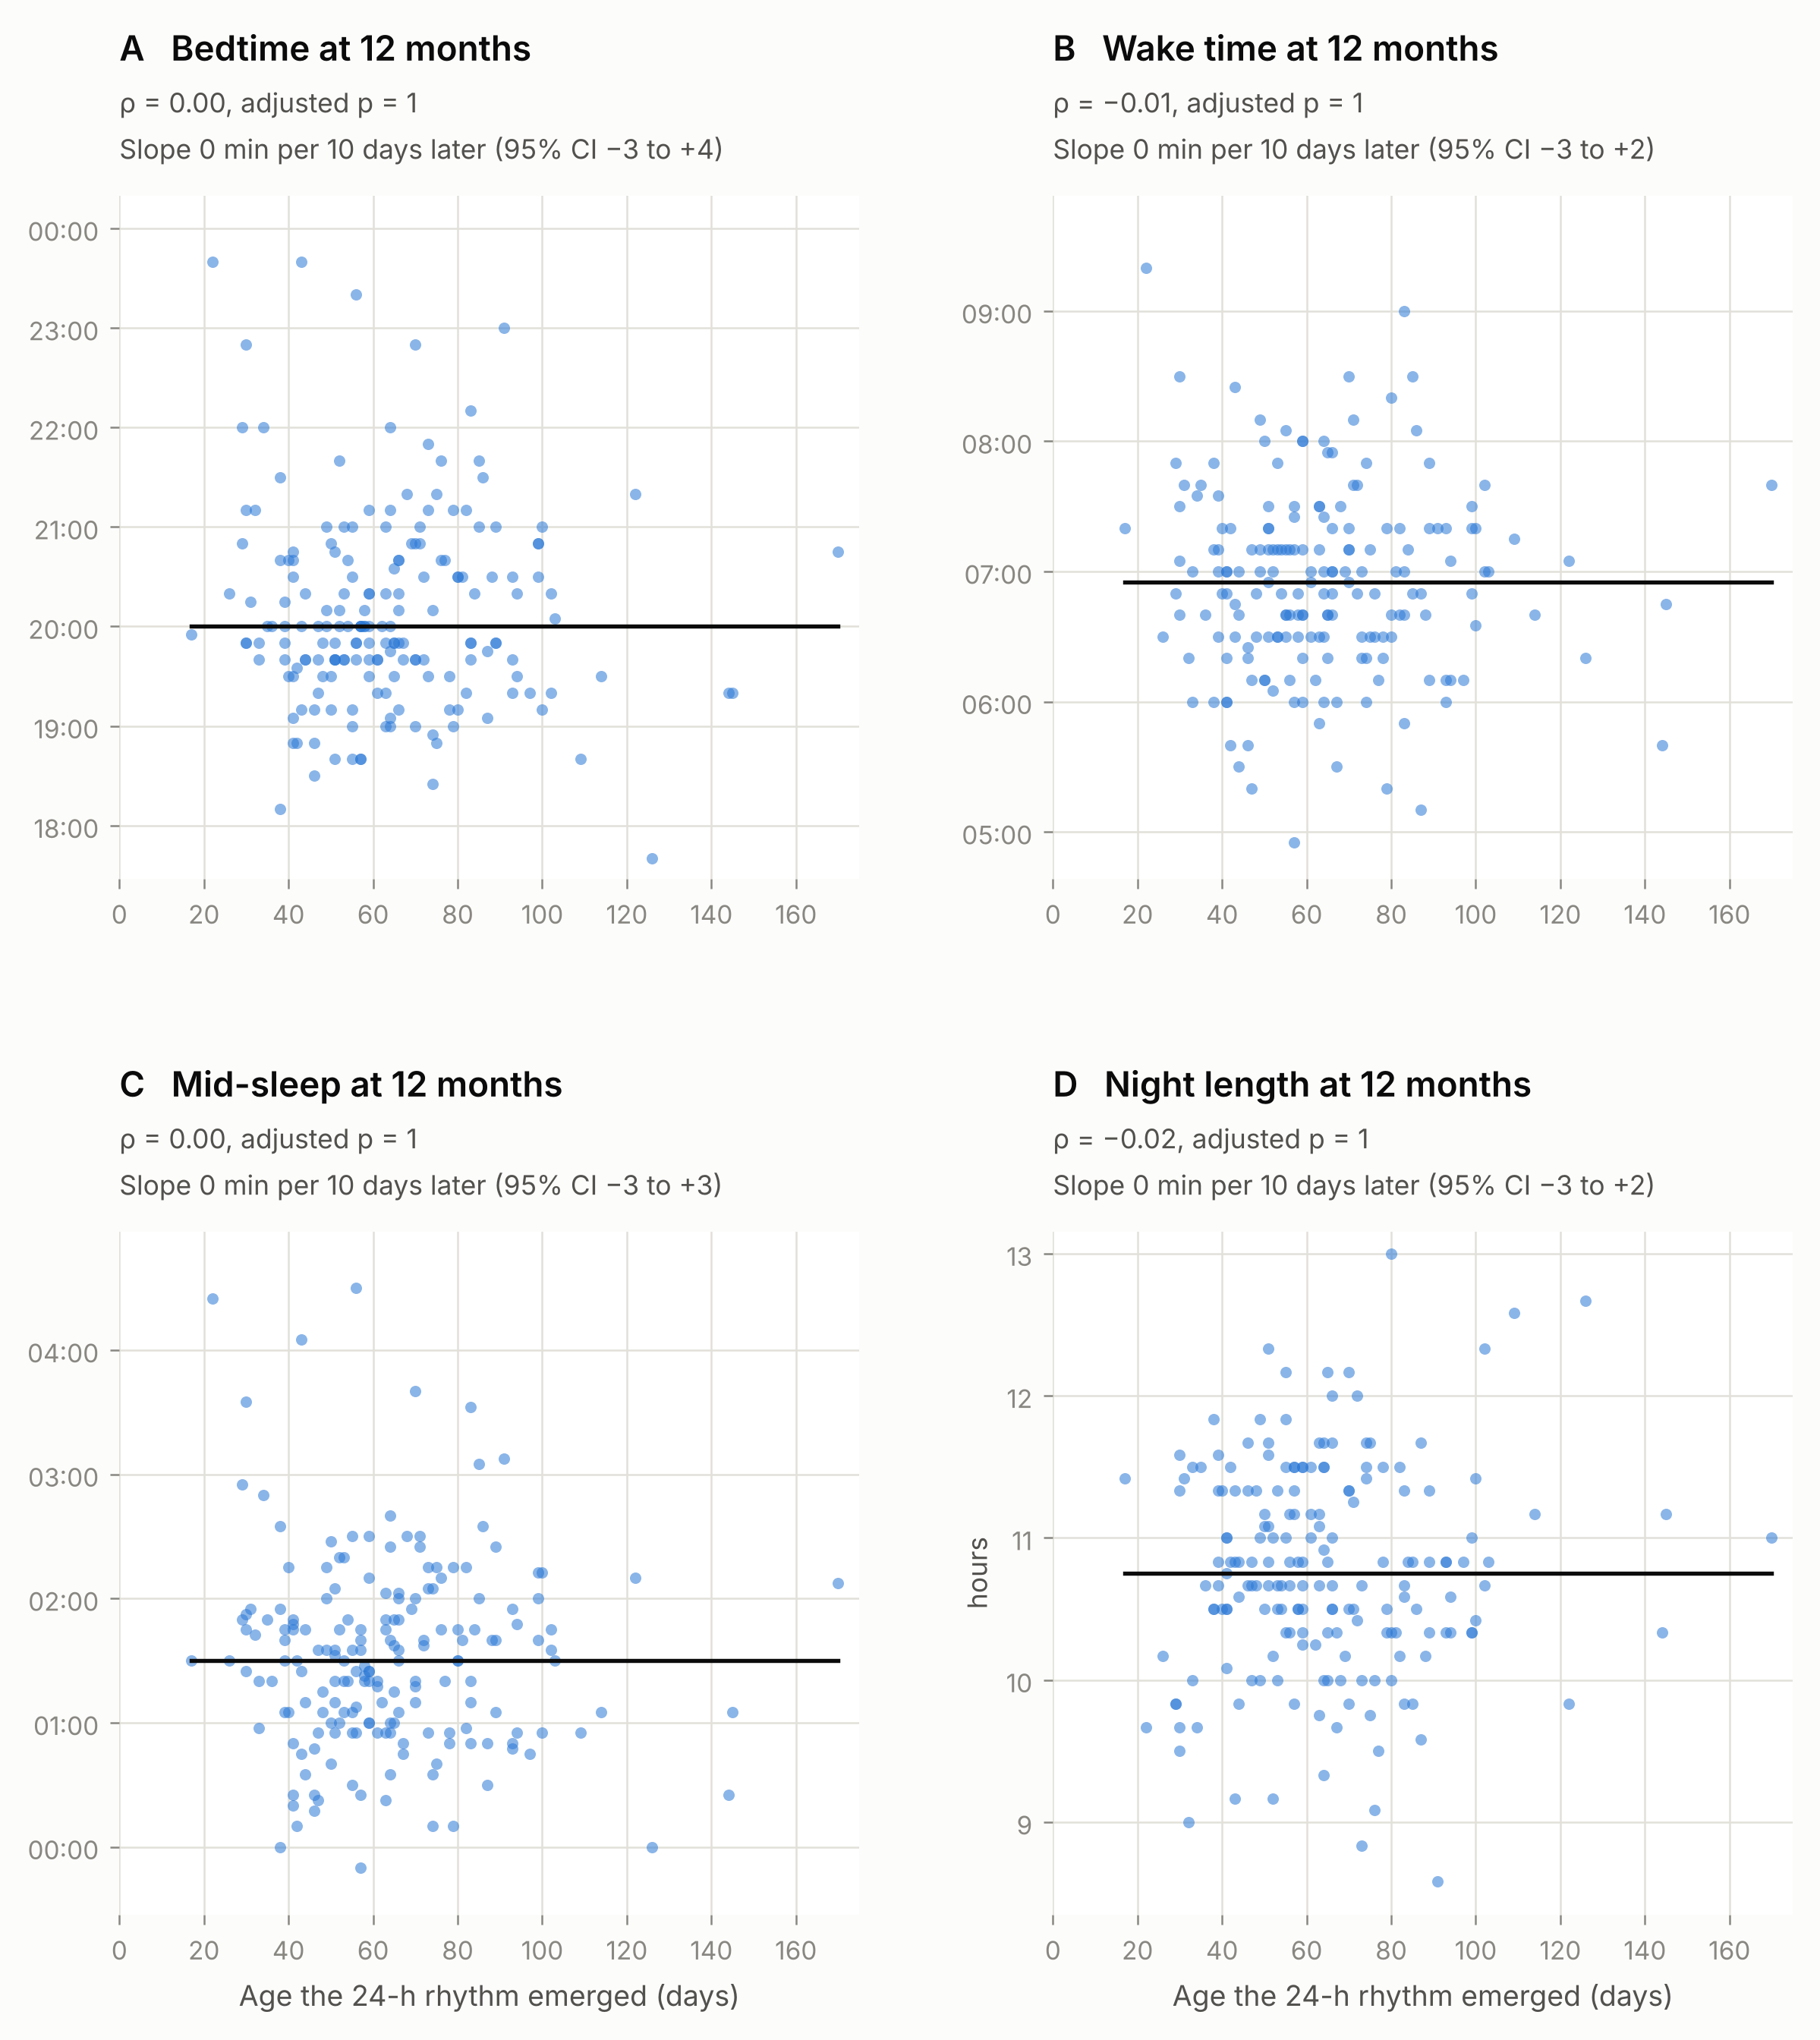 A Bedtime at 12 months
ρ = 0.00, adjusted p = 1
Slope 0 min per 10 days later (95% CI −3 to +4)
00:00
23:00
22:00
21:00
20:00
19:00
18:00
0 20 40 60 80 100 120 140 160
B Wake time at 12 months
ρ = −0.01, adjusted p = 1
Slope 0 min per 10 days later (95% CI −3 to +2)
09:00
08:00
07:00
06:00
05:00
0 20 40 60 80 100 120 140 160
C Mid-sleep at 12 months
ρ = 0.00, adjusted p = 1
Slope 0 min per 10 days later (95% CI −3 to +3)
04:00
03:00
02:00
01:00
00:00
0 20 40 60 80 100 120 140 160
Age the 24-h rhythm emerged (days)
D Night length at 12 months
ρ = −0.02, adjusted p = 1
Slope 0 min per 10 days later (95% CI −3 to +2)
hours
13
12
11
10
9
0 20 40 60 80 100 120 140 160
Age the 24-h rhythm emerged (days)